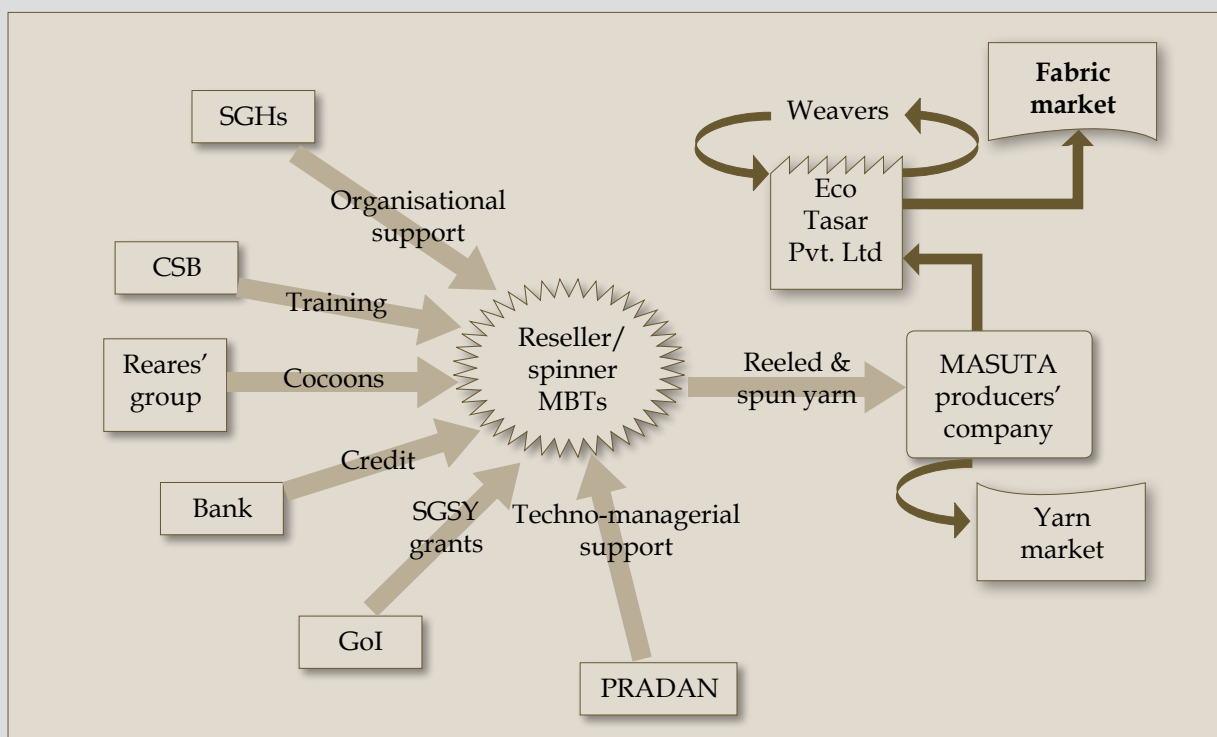 SGHs
Organisational
support
CSB
Training
Reares'
group
Cocoons
Bank
Credit
GoI
SGSY
grants
PRADAN
Techno-managerial
support
Reseller/
spinner
MBTs
Reeled &
spun yarn
MASUTA
producers'
company
Yarn
market
Eco
Tasar
Pvt. Ltd
Weavers
Fabric
market